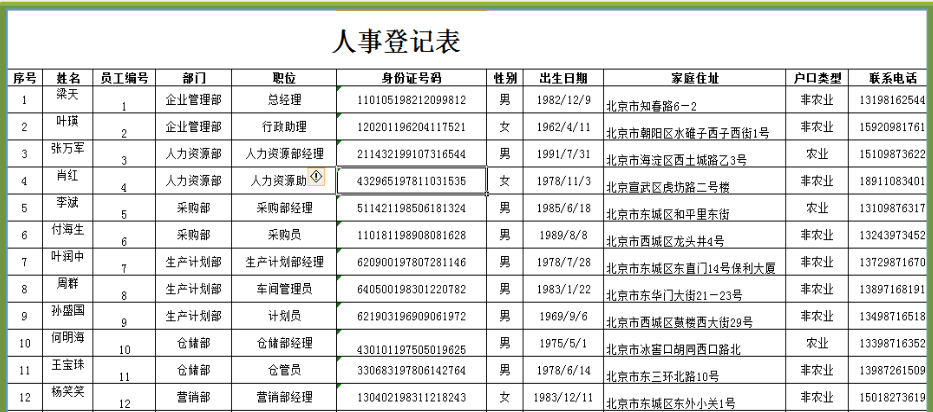 人事登记表
序号 姓名 员工编号 部门 职位 身份证号码 性别 出生日期 家庭住址 户口类型 联系电话
1 梁天 1 企业管理部 总经理 110105198212099812 男 1982/12/9 北京市知春路6－2 非农业 13198162544
2 叶瑛 2 企业管理部 行政助理 120201196204117521 女 1962/4/11 北京市朝阳区水碓子西子西街1号 非农业 15920981761
3 张万军 3 人力资源部 人力资源部经理 211432199107316544 男 1991/7/31 北京市海淀区西土城路乙3号 农业 15109873622
4 肖红 4 人力资源部 人力资源助 432965197811031535 女 1978/11/3 北京宣武区虎坊路二号楼 非农业 18911083401
5 李斌 5 采购部 采购部经理 511421198506181324 男 1985/6/18 北京市东城区和平里东街 农业 13109876317
6 付海生 6 采购部 采购员 110181198908081628 男 1989/8/8 北京市西城区龙头井4号 非农业 13243973452
7 叶润中 7 生产计划部 生产计划部经理 620900197807281146 男 1978/7/28 北京市东城区东直门14号保利大厦 非农业 13729871670
8 周群 8 生产计划部 车间管理员 640500198301220782 男 1983/1/22 北京市东华门大街21－23号 非农业 13897168191
9 孙盛国 9 生产计划部 计划员 621903196909061972 男 1969/9/6 北京市西城区鼓楼西大街29号 非农业 13498716518
10 何明海 10 仓储部 仓储部经理 430101197505019625 男 1975/5/1 北京市冰窖口胡同西口路北 农业 13398716352
11 王宝珠 11 仓储部 仓管员 330683197806142764 男 1978/6/14 北京市东三环北路10号 非农业 13987261509
12 杨笑笑 12 营销部 营销部经理 130402198311218243 女 1983/12/11 北京市东城区东外小关1号 非农业 15018273619